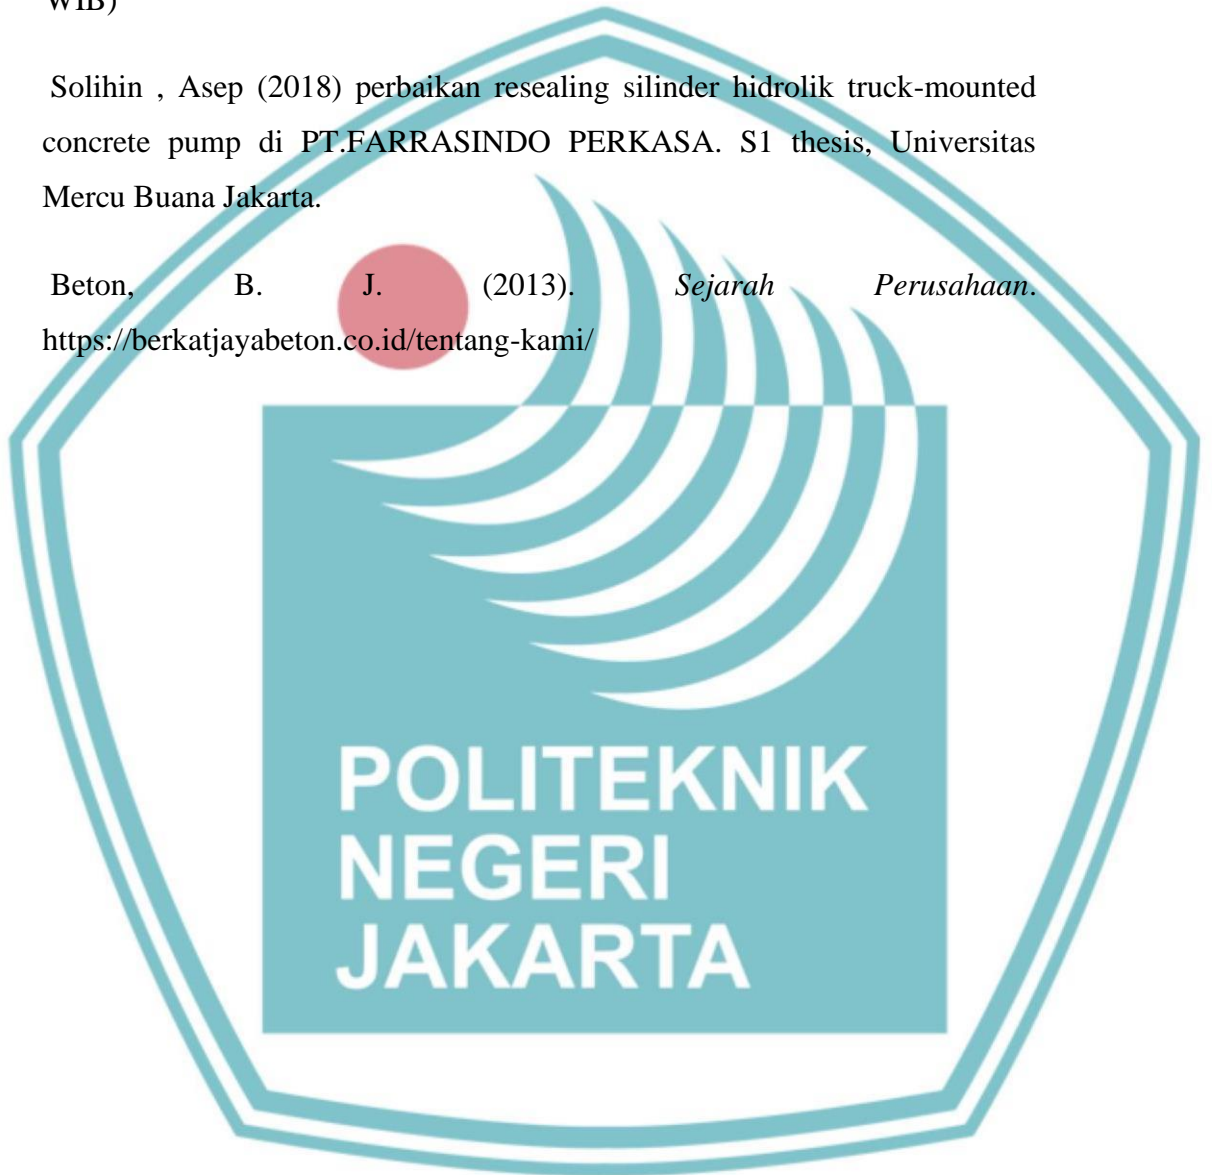 WIB)
Solihin , Asep (2018) perbaikan resealing silinder hidrolik truck-mounted
concrete pump di PT.FARRASINDO PERKASA. S1 thesis, Universitas
Mercu Buana Jakarta.
Beton, B. J. (2013). Sejarah Perusahaan.
https://berkatjayabeton.co.id/tentang-kami/
POLITEKNIK
NEGERI
JAKARTA